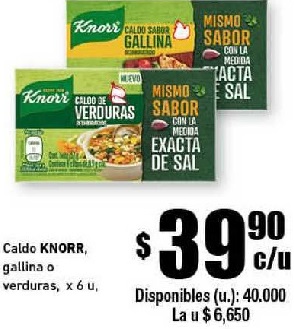 Knorr CALDO SABOR
GALLINA
MISMO
SABOR
CON LA
MEDIDA
EXACTA
DE SAL
NUEVO
Knorr CALDO DE
VERDURAS
MISMO
SABOR
CON LA
MEDIDA
EXACTA
DE SAL
Caldo KNORR,
gallina o
verduras, x 6 u,
$39.90
c/u
Disponibles (u.): 40.000
La u $ 6,650